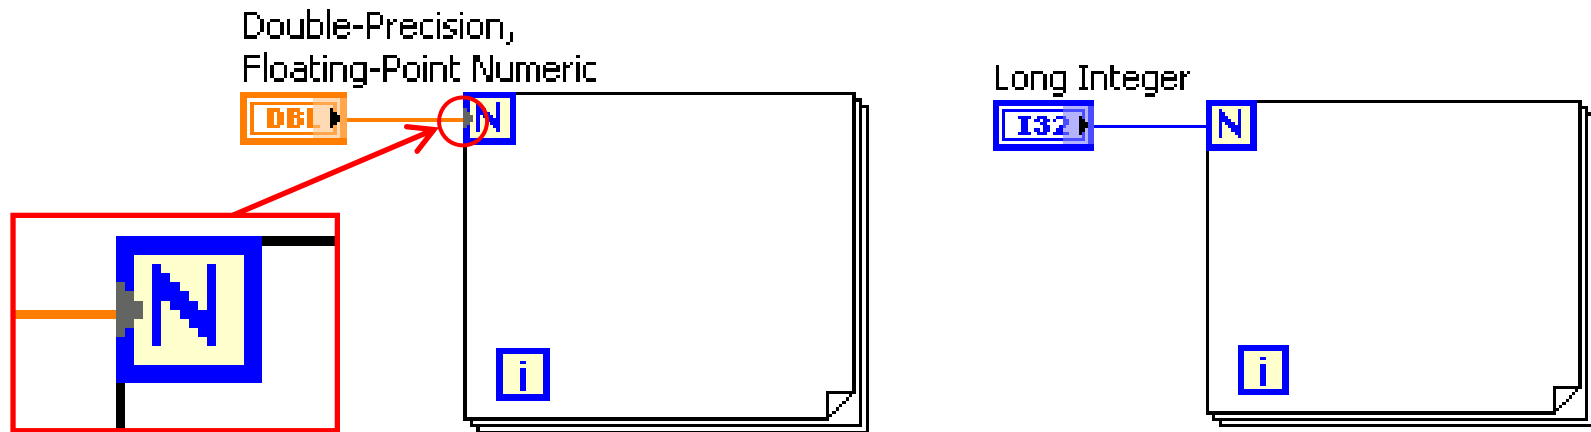 Double-Precision,
Floating-Point Numeric
DBL
N
i
N
Long Integer
I32
N
i